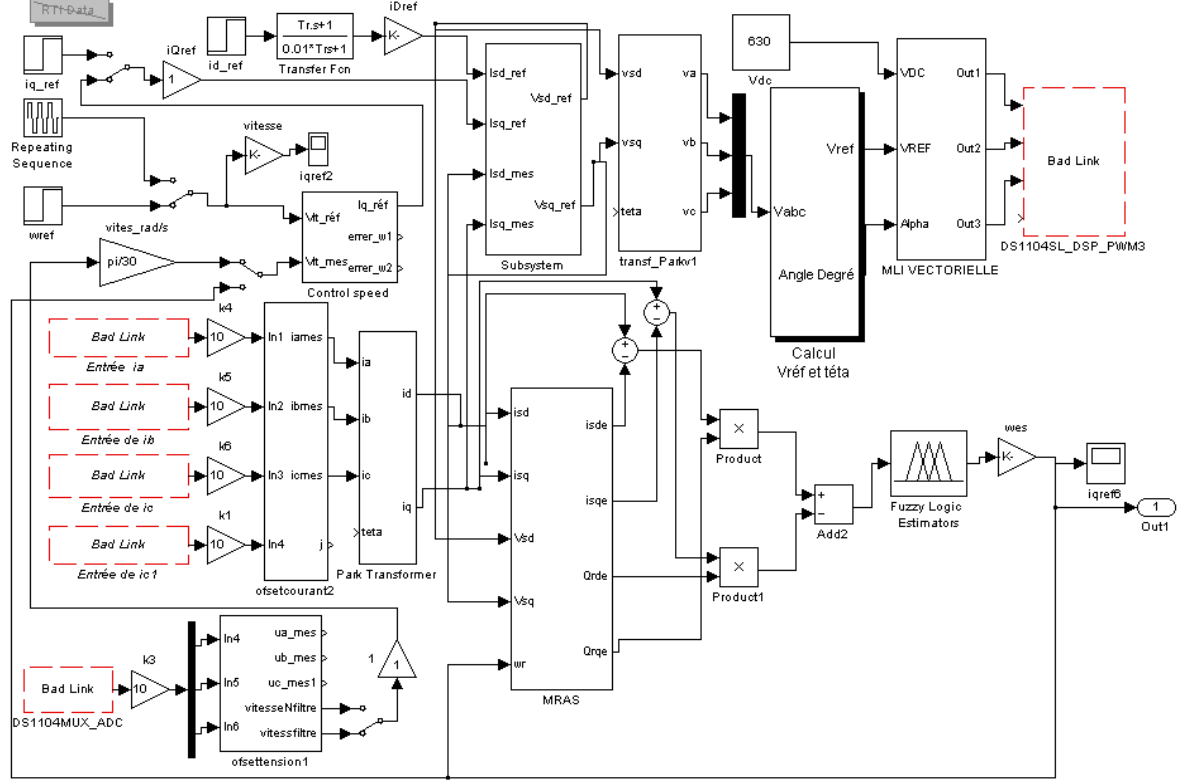 RTI Data
iq_ref
iQref
1
id_ref
Tr.s+1
0.01*Trs+1
Transfer Fcn
iDref
K-
Repeating
Sequence
vitesse
K-
iqref2
wref
vites_rad/s
pi/30
Vit_réf
Vit_mes
Iq_réf
errer_w1
errer_w2
Control speed
Isd_ref
Isq_ref
Isd_mes
Isq_mes
Vsd_ref
Vsq_ref
Subsystem
vsd
vsq
teta
va
vb
vc
transf_Parkv1
630
Vdc
Vabc
Vref
Angle Degré
Calcul
Vréf et téta
VDC
VREF
Alpha
Out1
Out2
Out3
MLI VECTORIELLE
Bad Link
DS1104SL_DSP_PWM3
Bad Link
Entrée ia
k4
10
Bad Link
Entrée de ib
k5
10
Bad Link
Entrée de ic
k6
10
Bad Link
Entrée de ic1
k1
10
In1
In2
In3
In4
iames
ibmes
icmes
j
ofsetcourant2
ia
ib
ic
teta
id
iq
Park Transformer
isd
isq
Vsd
Vsq
wr
isde
isqe
Qrde
Qrqe
MRAS
+
−
+
−
×
Product
×
Product1
+
−
Add2
Fuzzy Logic
Estimators
wes
K-
iqref6
1
Out1
Bad Link
DS1104MUX_ADC
k3
10
In4
In5
In6
ua_mes
ub_mes
uc_mes1
vitesseNfiltre
vitessfiltre
ofsettension1
1
1